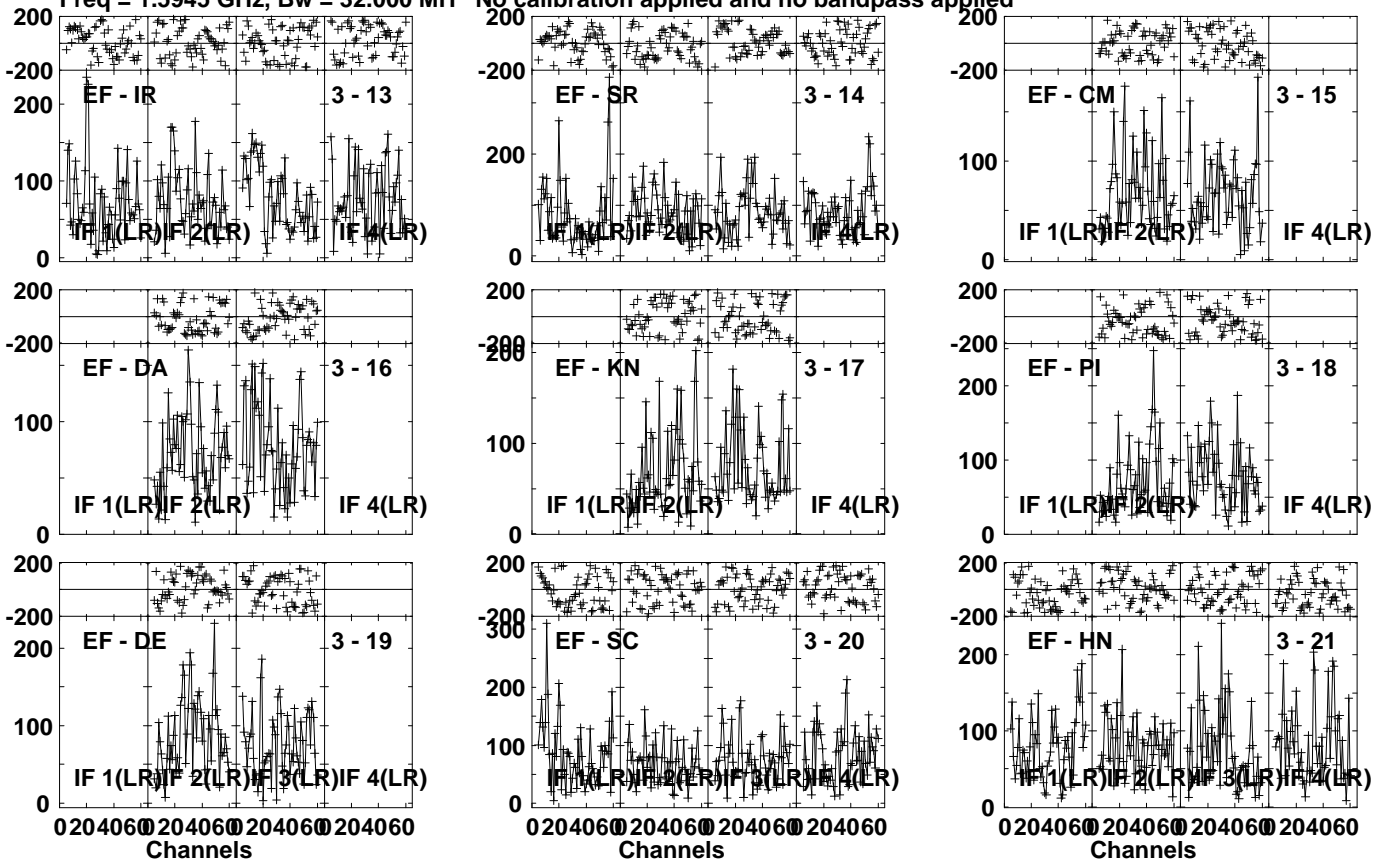 Freq = 1.5945 GHz, Bw = 32.000 MH No calibration applied and no bandpass applied
200
-200
200
100
0
EF - IR
3 - 13
IF 1(LR)
IF 2(LR)
IF 4(LR)
200
-200
200
0
EF - SR
3 - 14
IF 1(LR)
IF 2(LR)
IF 4(LR)
200
-200
100
0
EF - CM
3 - 15
IF 1(LR)
IF 2(LR)
IF 4(LR)
200
-200
100
0
EF - DA
3 - 16
IF 1(LR)
IF 2(LR)
IF 4(LR)
200
-200
200
100
0
EF - KN
3 - 17
IF 1(LR)
IF 2(LR)
IF 4(LR)
200
-200
200
100
0
EF - PI
3 - 18
IF 1(LR)
IF 2(LR)
IF 4(LR)
200
-200
200
100
0
EF - DE
3 - 19
IF 1(LR)
IF 2(LR)
IF 3(LR)
IF 4(LR)
0 20 40 60 0 20 40 60 0 20 40 60 0 20 40 60
Channels
200
-200
300
200
100
0
EF - SC
3 - 20
IF 1(LR)
IF 2(LR)
IF 3(LR)
IF 4(LR)
0 20 40 60 0 20 40 60 0 20 40 60 0 20 40 60
Channels
200
-200
200
100
0
EF - HN
3 - 21
IF 1(LR)
IF 2(LR)
IF 3(LR)
IF 4(LR)
0 20 40 60 0 20 40 60 0 20 40 60 0 20 40 60
Channels